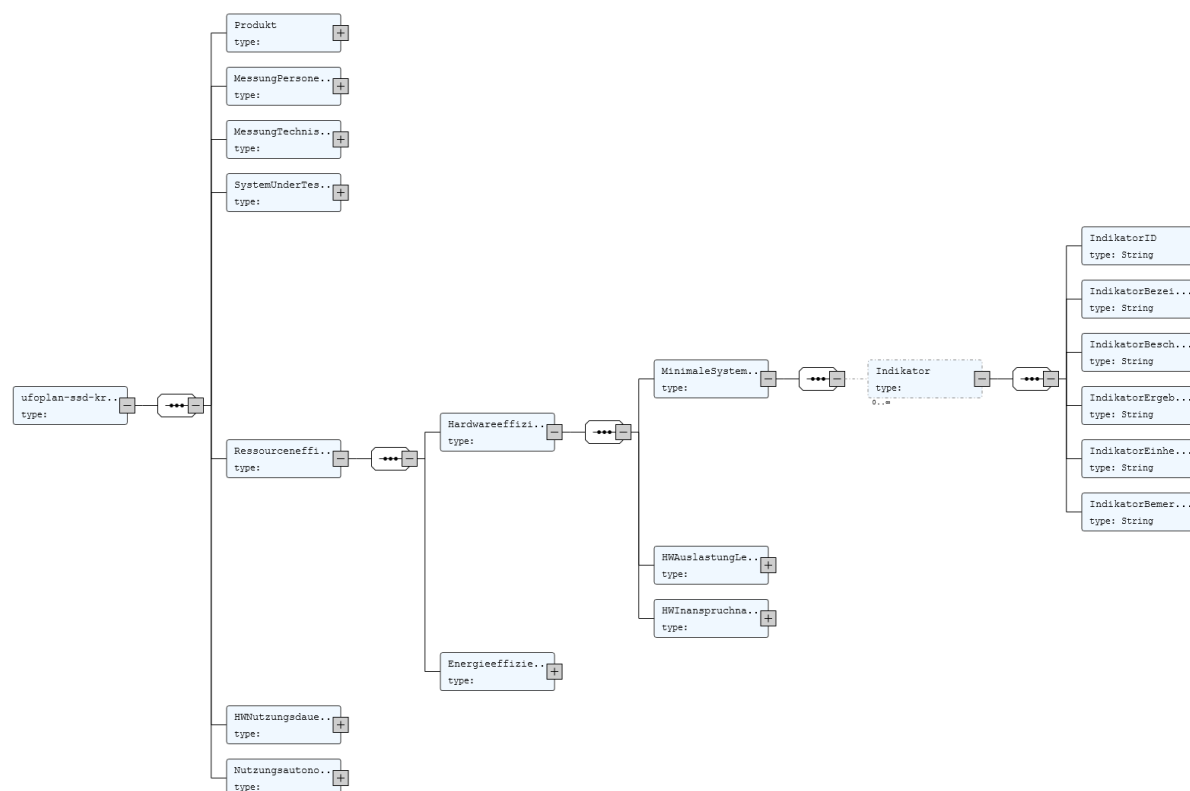 Produkt
type:
MessungPersone..
type:
MessungTechnis..
type:
SystemUnderTes..
type:
IndikatorID
type: String
IndikatorBezei...
type: String
IndikatorBesch...
type: String
MinimaleSystem..
type:
Indikator
type:
0..∞
ufoplan-ssd-kr..
type:
IndikatorErgeb...
type: String
Hardwareeffizi..
type:
Ressourceneffi..
type:
IndikatorEinhe...
type: String
IndikatorBemer...
type: String
HWAuslastungLe..
type:
HWInanspruchna..
type:
Energieeffizie..
type:
HWNutzungsdaue..
type:
Nutzungsautono..
type: